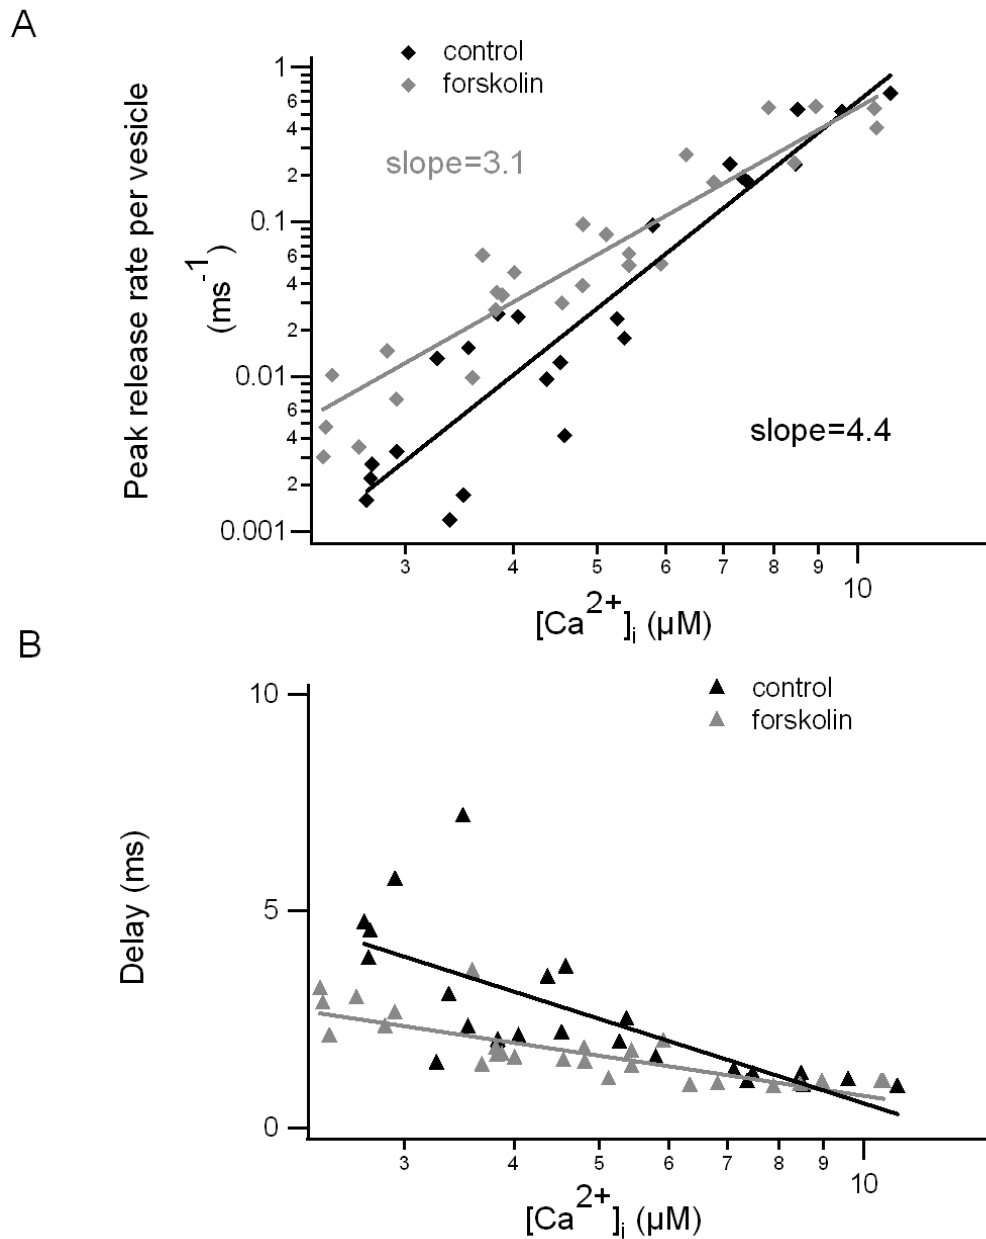 A
control
forskolin
Peak release rate per vesicle
(ms-1)
1
6
4
2
0.1
6
4
2
0.01
6
4
2
0.001
slope=3.1
slope=4.4
3 4 5 6 7 8 9 10
[Ca2+]i (µM)
B
control
forskolin
Delay (ms)
10
5
0
3 4 5 6 7 8 9 10
[Ca2+]i (µM)